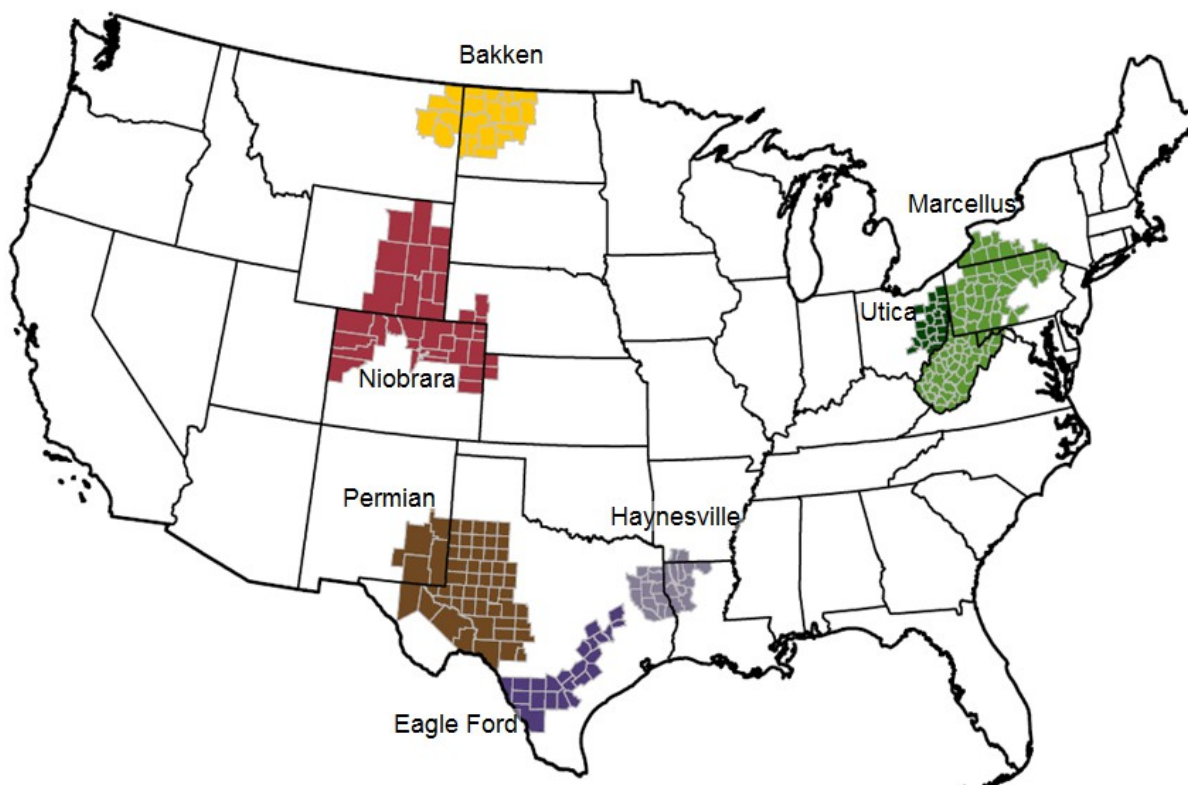 Bakken
Marcellus
Utica
Niobrara
Permian
Haynesville
Eagle Ford